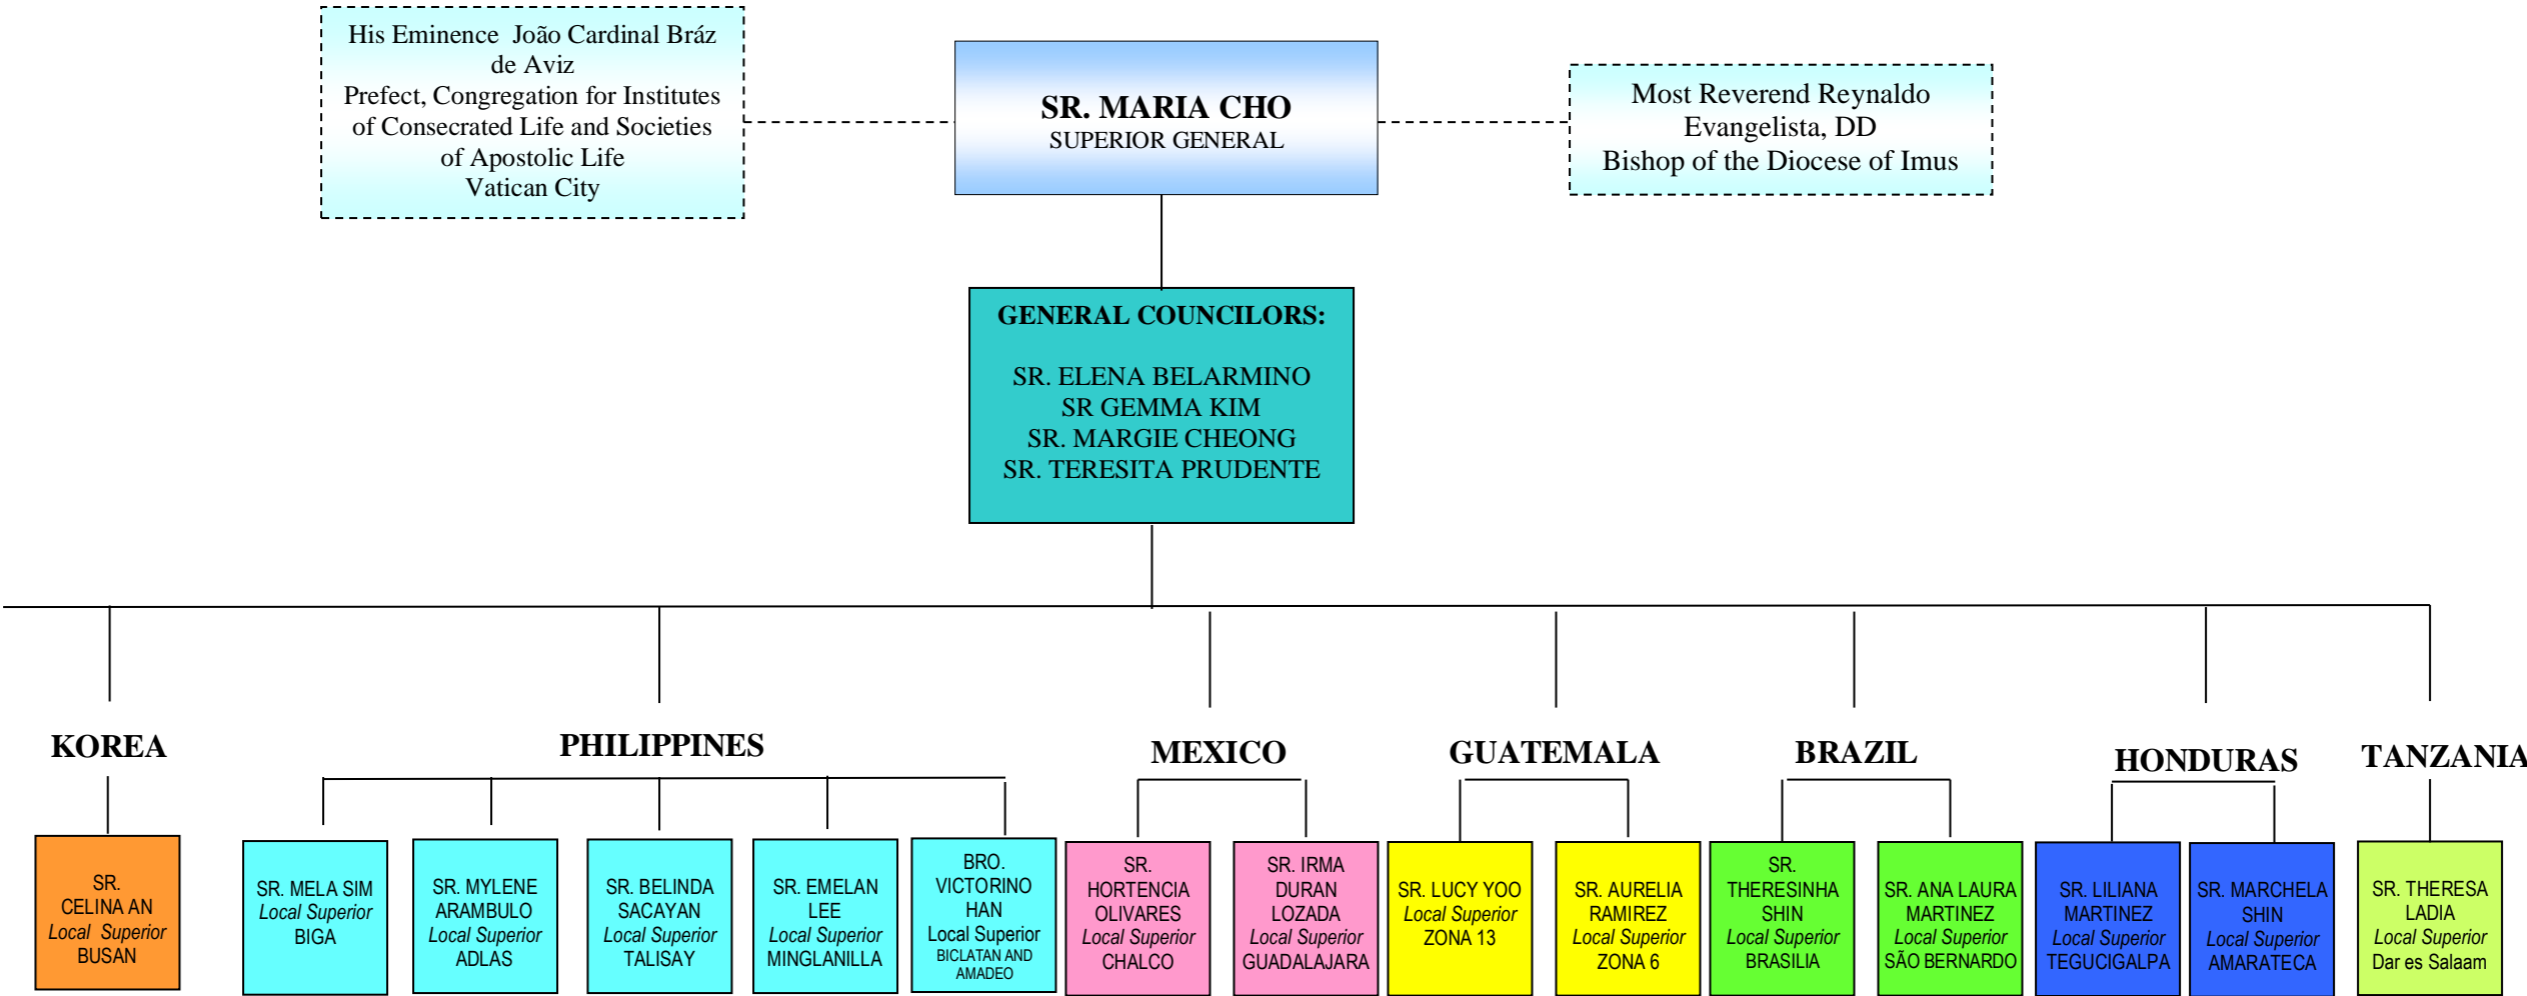 His Eminence  João Cardinal Bráz
de Aviz
Prefect, Congregation for Institutes
of Consecrated Life and Societies
of Apostolic Life
Vatican City
SR. MARIA CHO
SUPERIOR GENERAL
Most Reverend Reynaldo
Evangelista, DD
Bishop of the Diocese of Imus
GENERAL COUNCILORS:
SR. ELENA BELARMINO
SR GEMMA KIM
SR. MARGIE CHEONG
SR. TERESITA PRUDENTE
KOREA
SR.
CELINA AN
Local  Superior
BUSAN
PHILIPPINES
SR. MELA SIM
Local Superior
BIGA
SR. MYLENE
ARAMBULO
Local Superior
ADLAS
SR. BELINDA
SACAYAN
Local Superior
TALISAY
SR. EMELAN
LEE
Local Superior
MINGLANILLA
BRO.
VICTORINO
HAN
Local Superior
BICLATAN AND
AMADEO
MEXICO
SR.
HORTENCIA
OLIVARES
Local Superior
CHALCO
SR. IRMA
DURAN
LOZADA
Local Superior
GUADALAJARA
GUATEMALA
SR. LUCY YOO
Local Superior
ZONA 13
SR. AURELIA
RAMIREZ
Local Superior
ZONA 6
BRAZIL
SR.
THERESINHA
SHIN
Local Superior
BRASILIA
SR. ANA LAURA
MARTINEZ
Local Superior
SÃO BERNARDO
HONDURAS
SR. LILIANA
MARTINEZ
Local Superior
TEGUCIGALPA
SR. MARCHELA
SHIN
Local Superior
AMARATECA
TANZANIA
SR. THERESA
LADIA
Local Superior
Dar es Salaam